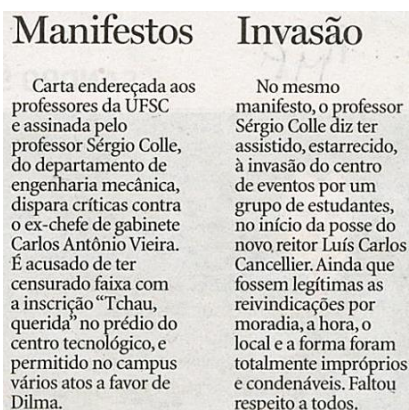 Manifestos
Carta endereçada aos
professores da UFSC
e assinada pelo
professor Sérgio Colle,
do departamento de
engenharia mecânica,
dispara críticas contra
o ex-chefe de gabinete
Carlos Antônio Vieira.
É acusado de ter
censurado faixa com
a inscrição “Tchau,
querida” no prédio do
centro tecnológico, e
permitido no campus
vários atos a favor de
Dilma.
Invasão
No mesmo
manifesto, o professor
Sérgio Colle diz ter
assistido, estarrecido,
à invasão do centro
de eventos por um
grupo de estudantes,
no início da posse do
novo reitor Luís Carlos
Cancellier. Ainda que
fossem legítimas as
reivindicações por
moradia, a hora, o
local e a forma foram
totalmente impróprios
e condenáveis. Faltou
respeito a todos.